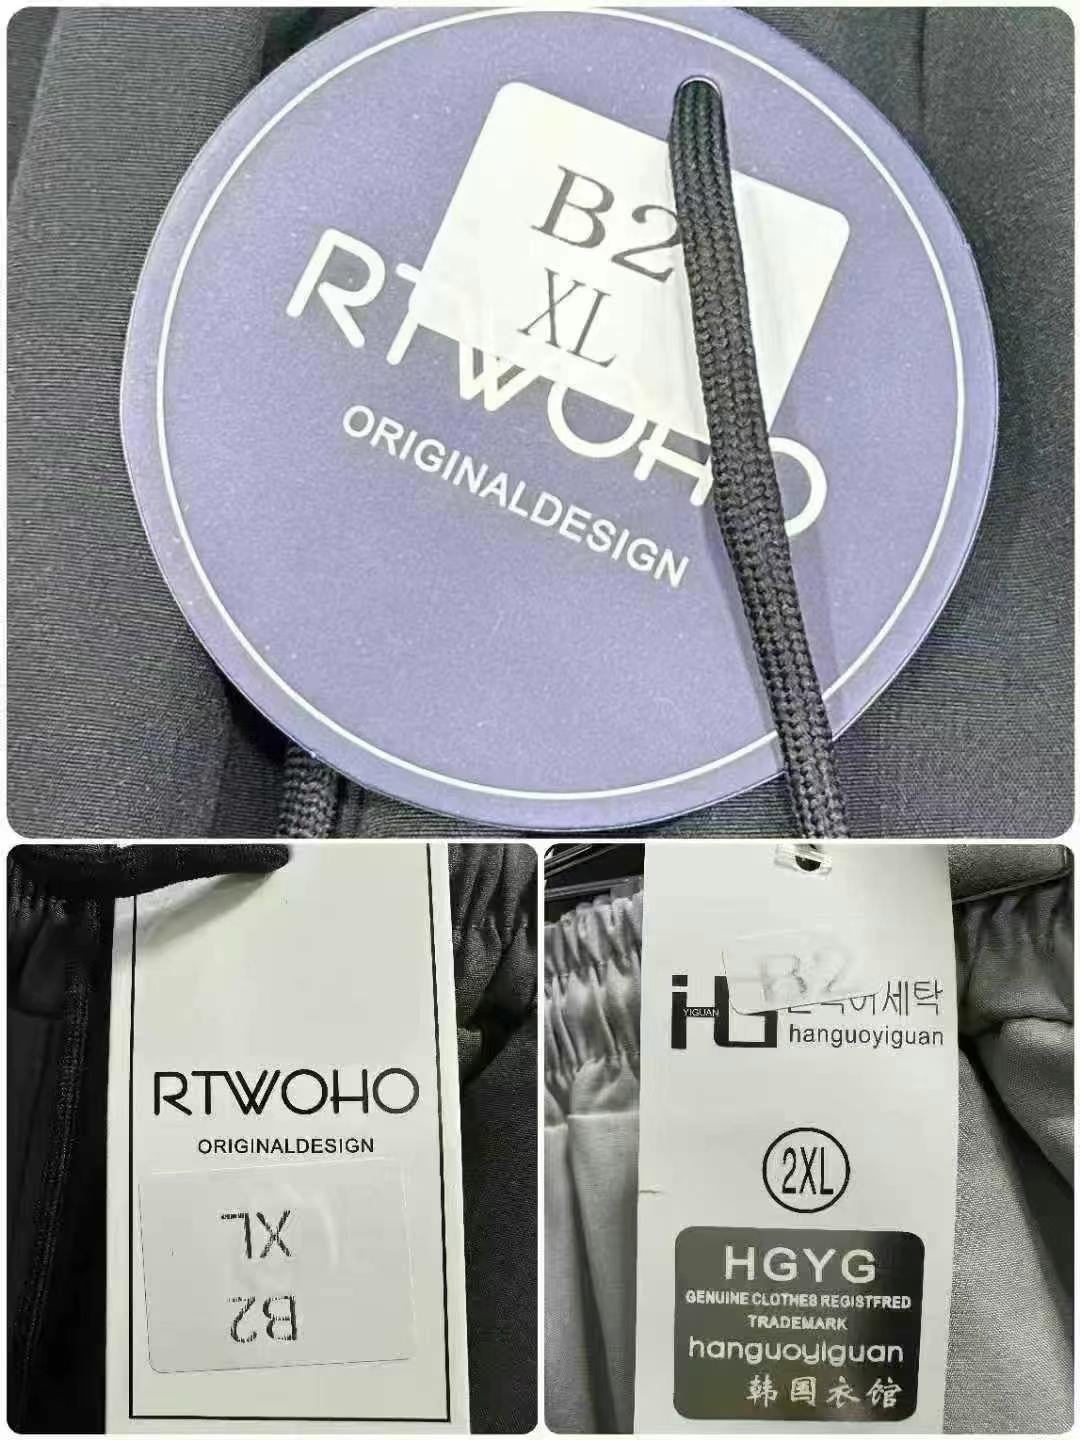 B2
XL
RTWOHO
ORIGINALDESIGN
RTWOHO
ORIGINALDESIGN
XL
B2
B2
YIGUAN
hanguoyiguan
2XL
HGYG
GENUINE CLOTHES REGISTFRED
TRADEMARK
hanguoyiguan
韩国衣馆